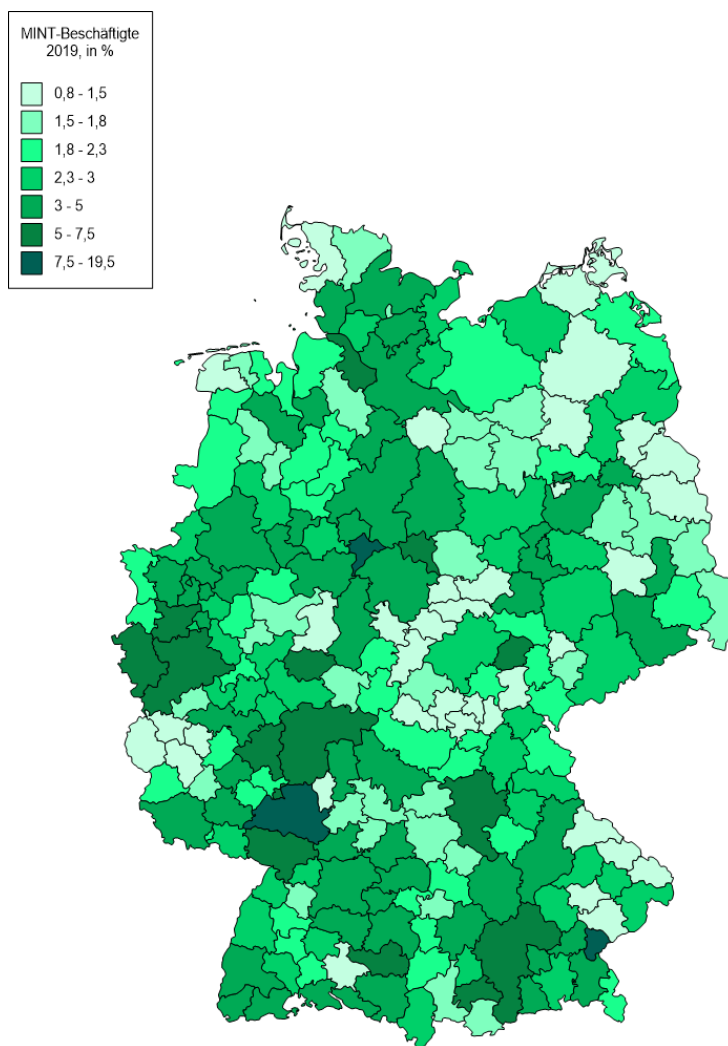 MINT-Beschäftigte
2019, in %
0,8 - 1,5
1,5 - 1,8
1,8 - 2,3
2,3 - 3
3 - 5
5 - 7,5
7,5 - 19,5